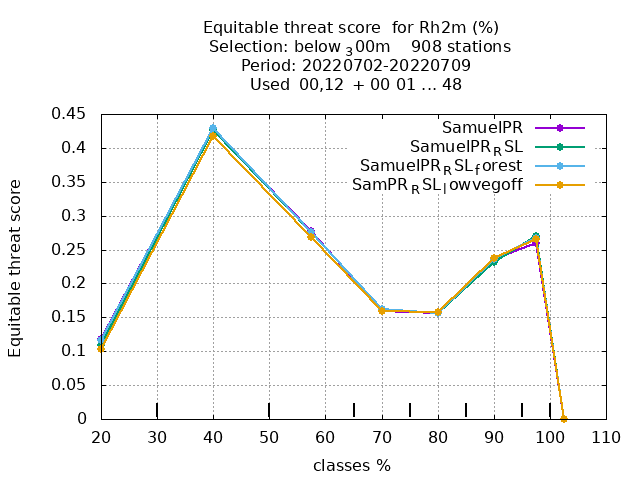 Equitable threat score for Rh2m (%)
Selection: below ₃00m 908 stations
Period: 20220702-20220709
Used 00,12 + 00 01 ... 48
0.45
0.4
0.35
0.3
0.25
0.2
0.15
0.1
0.05
0
Equitable threat score
SamuelPR
SamuelPR_RSL
SamuelPR_RSL_forest
SamPR_RSL_lowvegoff
20 30 40 50 60 70 80 90 100 110
classes %